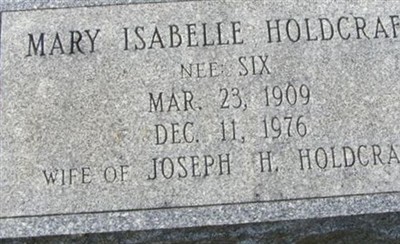 MARY ISABELLE HOLDCRAF
NEE: SIX
MAR. 23, 1909
DEC. 11, 1976
WIFE OF JOSEPH H. HOLDCRA